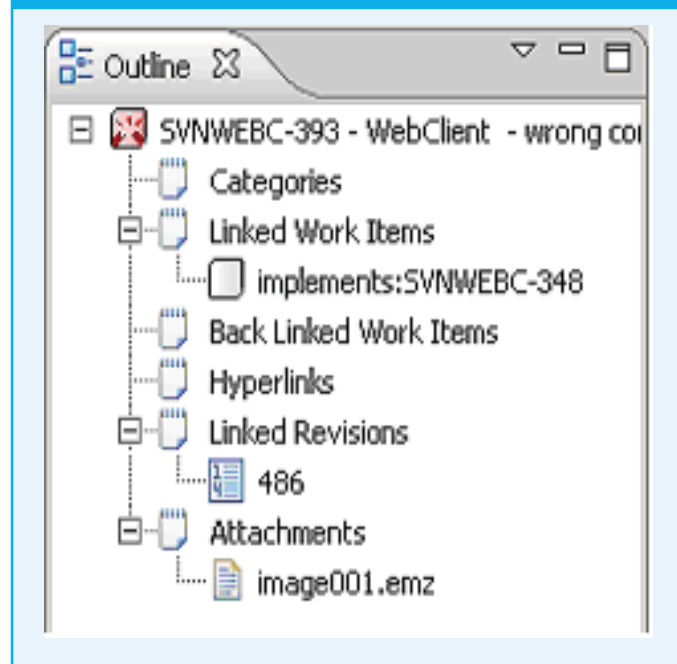 Outline
SVNWEBC-393 - WebClient - wrong
Categories
Linked Work Items
implements:SVNWEBC-348
Back Linked Work Items
Hyperlinks
Linked Revisions
486
Attachments
image001.emz